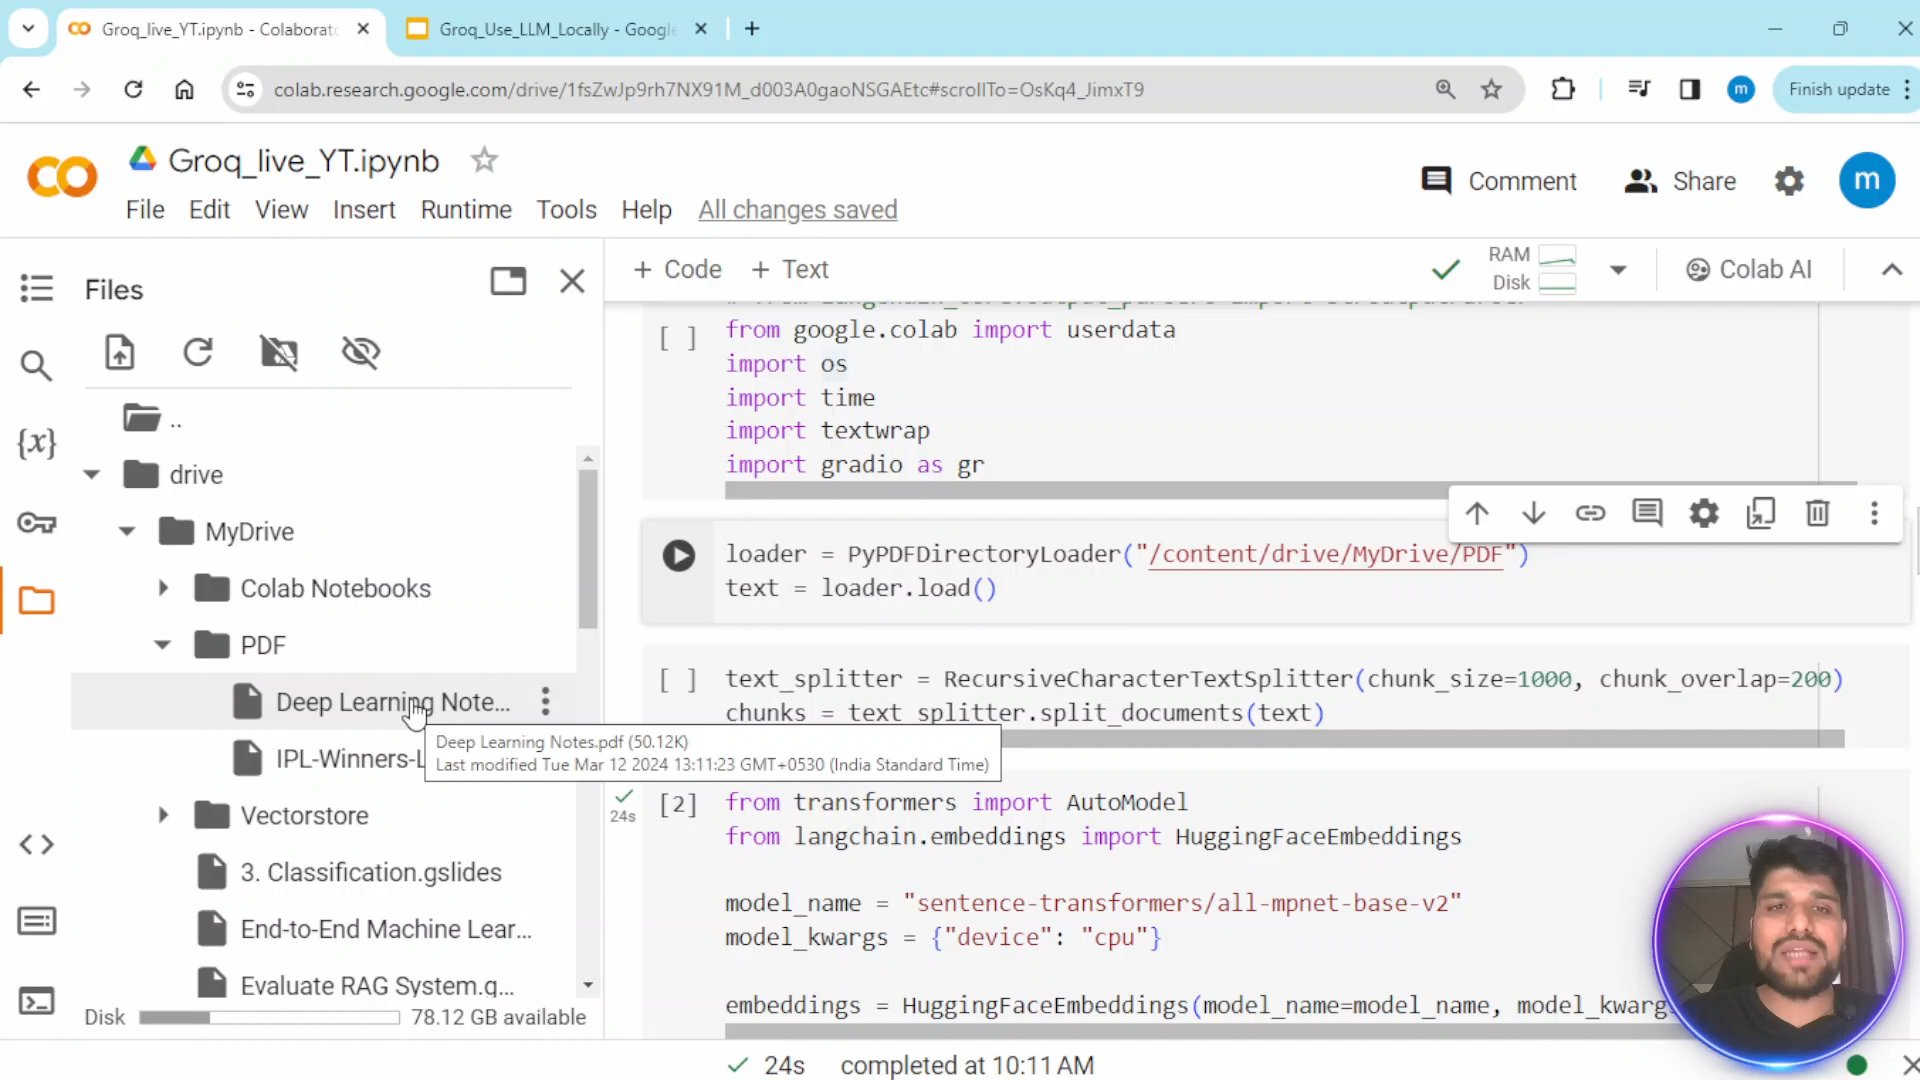 Groq_live_YT.ipynb - Colaborato
Groq_Use_LLM_Locally - Google
colab.research.google.com/drive/1fsZwJp9rh7NX91M_d003A0gaoNSGAEtc#scrollTo=OsKq4_JimxT9
m
Finish update
Groq_live_YT.ipynb
Comment
Share
m
File Edit View Insert Runtime Tools Help All changes saved
Files
+ Code + Text
RAM
Disk
Colab AI
from google.colab import userdata
[ ]
import os
import time
import textwrap
import gradio as gr
..
drive
MyDrive
Colab Notebooks
PDF
Deep Learning Note...
IPL-Winners-L
Deep Learning Notes.pdf (50.12K)
Last modified Tue Mar 12 2024 13:11:23 GMT+0530 (India Standard Time)
Vectorstore
3. Classification.gslides
End-to-End Machine Lear...
Evaluate RAG System.g...
Disk 78.12 GB available
{x}
loader = PyPDFDirectoryLoader("/content/drive/MyDrive/PDF")
text = loader.load()
[ ] text_splitter = RecursiveCharacterTextSplitter(chunk_size=1000, chunk_overlap=200)
chunks = text_splitter.split_documents(text)
24s
[2] from transformers import AutoModel
from langchain.embeddings import HuggingFaceEmbeddings
model_name = "sentence-transformers/all-mpnet-base-v2"
model_kwargs = {"device": "cpu"}
embeddings = HuggingFaceEmbeddings(model_name=model_name, model_kwarg
24s completed at 10:11 AM